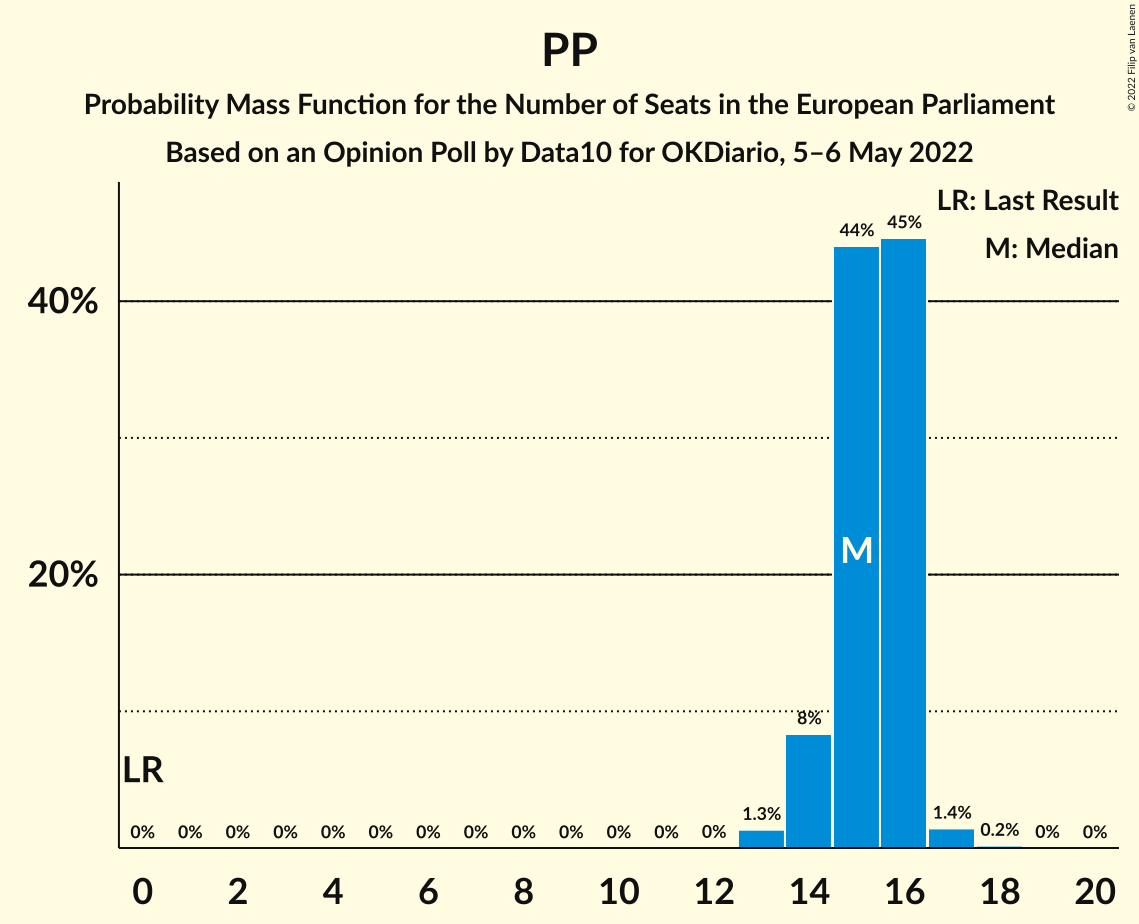 PP
Probability Mass Function for the Number of Seats in the European Parliament
Based on an Opinion Poll by Data10 for OKDiario, 5–6 May 2022
© 2022 Filip van Laenen
LR: Last Result
M: Median
40%
20%
LR
M
0% 0% 0% 0% 0% 0% 0% 0% 0% 0% 0% 0% 0% 1.3% 8% 44% 45% 1.4% 0.2% 0% 0%
0 2 4 6 8 10 12 14 16 18 20